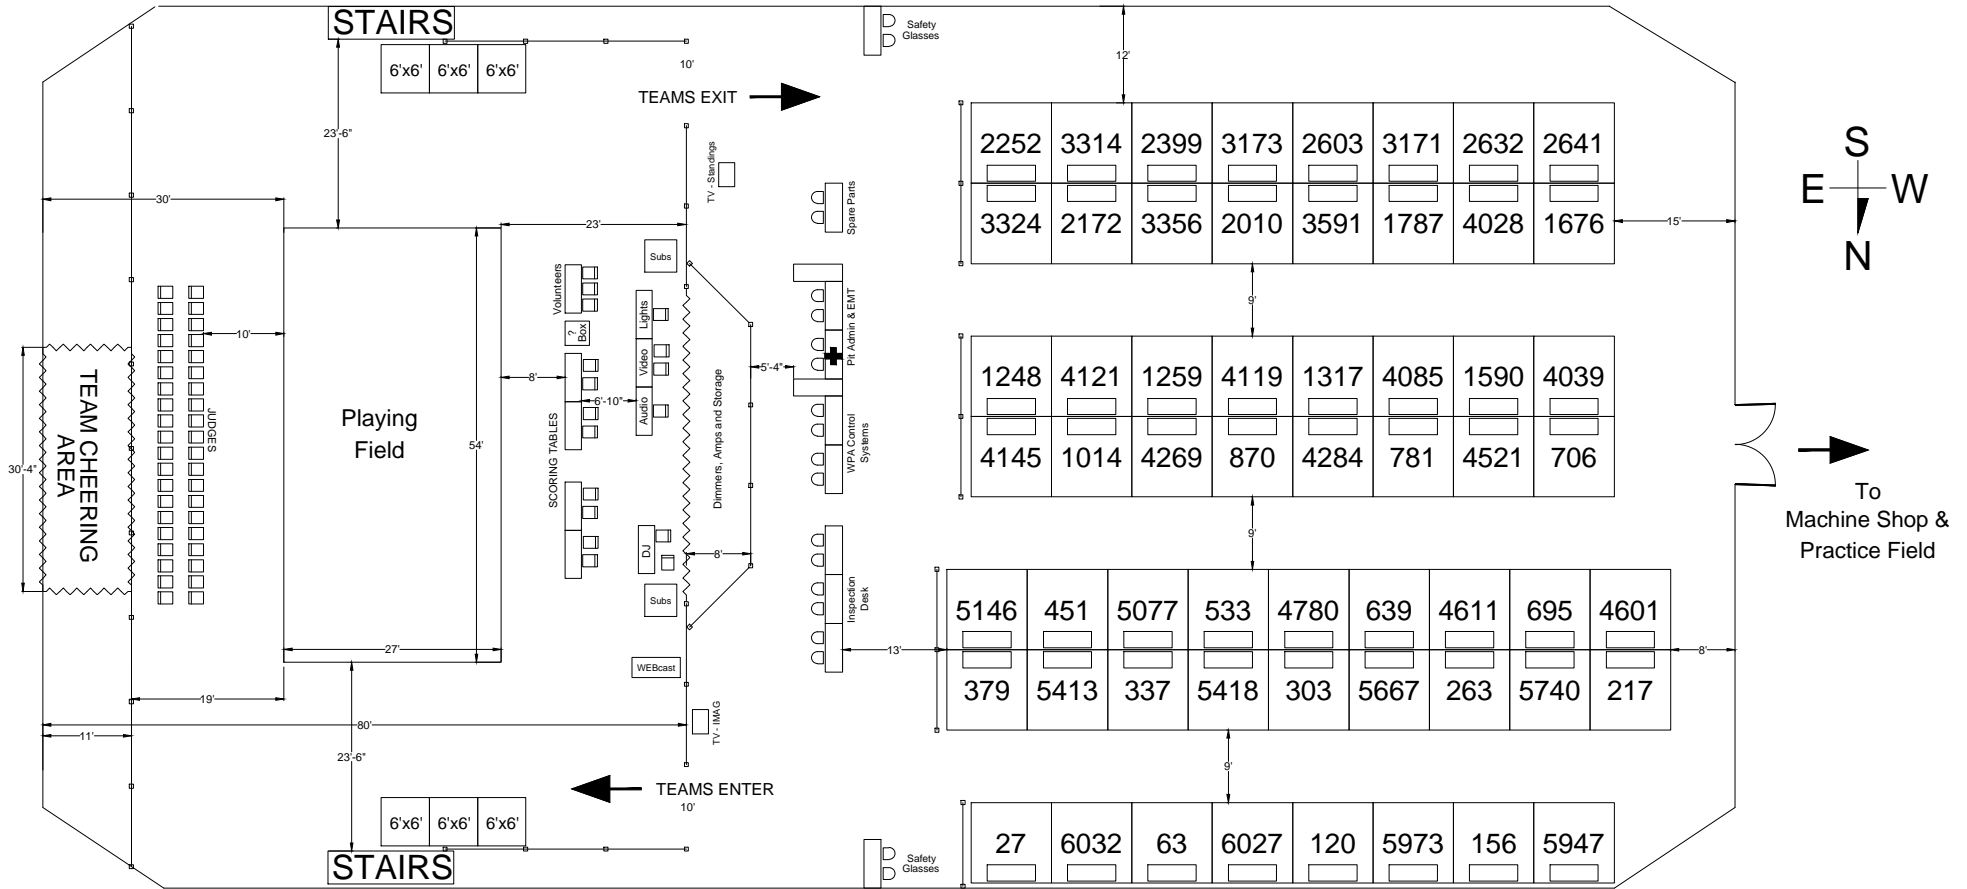 STAIRS
6'x6' 6'x6' 6'x6'
10'
TEAMS EXIT
23'-6"
30'
23'
TV - Standings
Safety
Glasses
12'
Spare Parts
Subs
Volunteers
?
Box
Lights
Video
Audio
Pit Admin & EMT
WPA Control
Systems
10'
8'
6'-10"
5'-4"
TEAM CHEERING
AREA
30'-4"
JUDGES
Playing
Field
54'
27'
SCORING TABLES
Dimmers, Amps and Storage
8'
DJ
Subs
WEBcast
Inspection
Desk
13'
TV - IMAG
19'
80'
11'
23'-6"
TEAMS ENTER
10'
6'x6' 6'x6' 6'x6'
STAIRS
Safety
Glasses
2252 3314 2399 3173 2603 3171 2632 2641
3324 2172 3356 2010 3591 1787 4028 1676
15'
9'
1248 4121 1259 4119 1317 4085 1590 4039
4145 1014 4269 870 4284 781 4521 706
9'
5146 451 5077 533 4780 639 4611 695 4601
8'
379 5413 337 5418 303 5667 263 5740 217
9'
27 6032 63 6027 120 5973 156 5947
S
E W
N
To
Machine Shop &
Practice Field